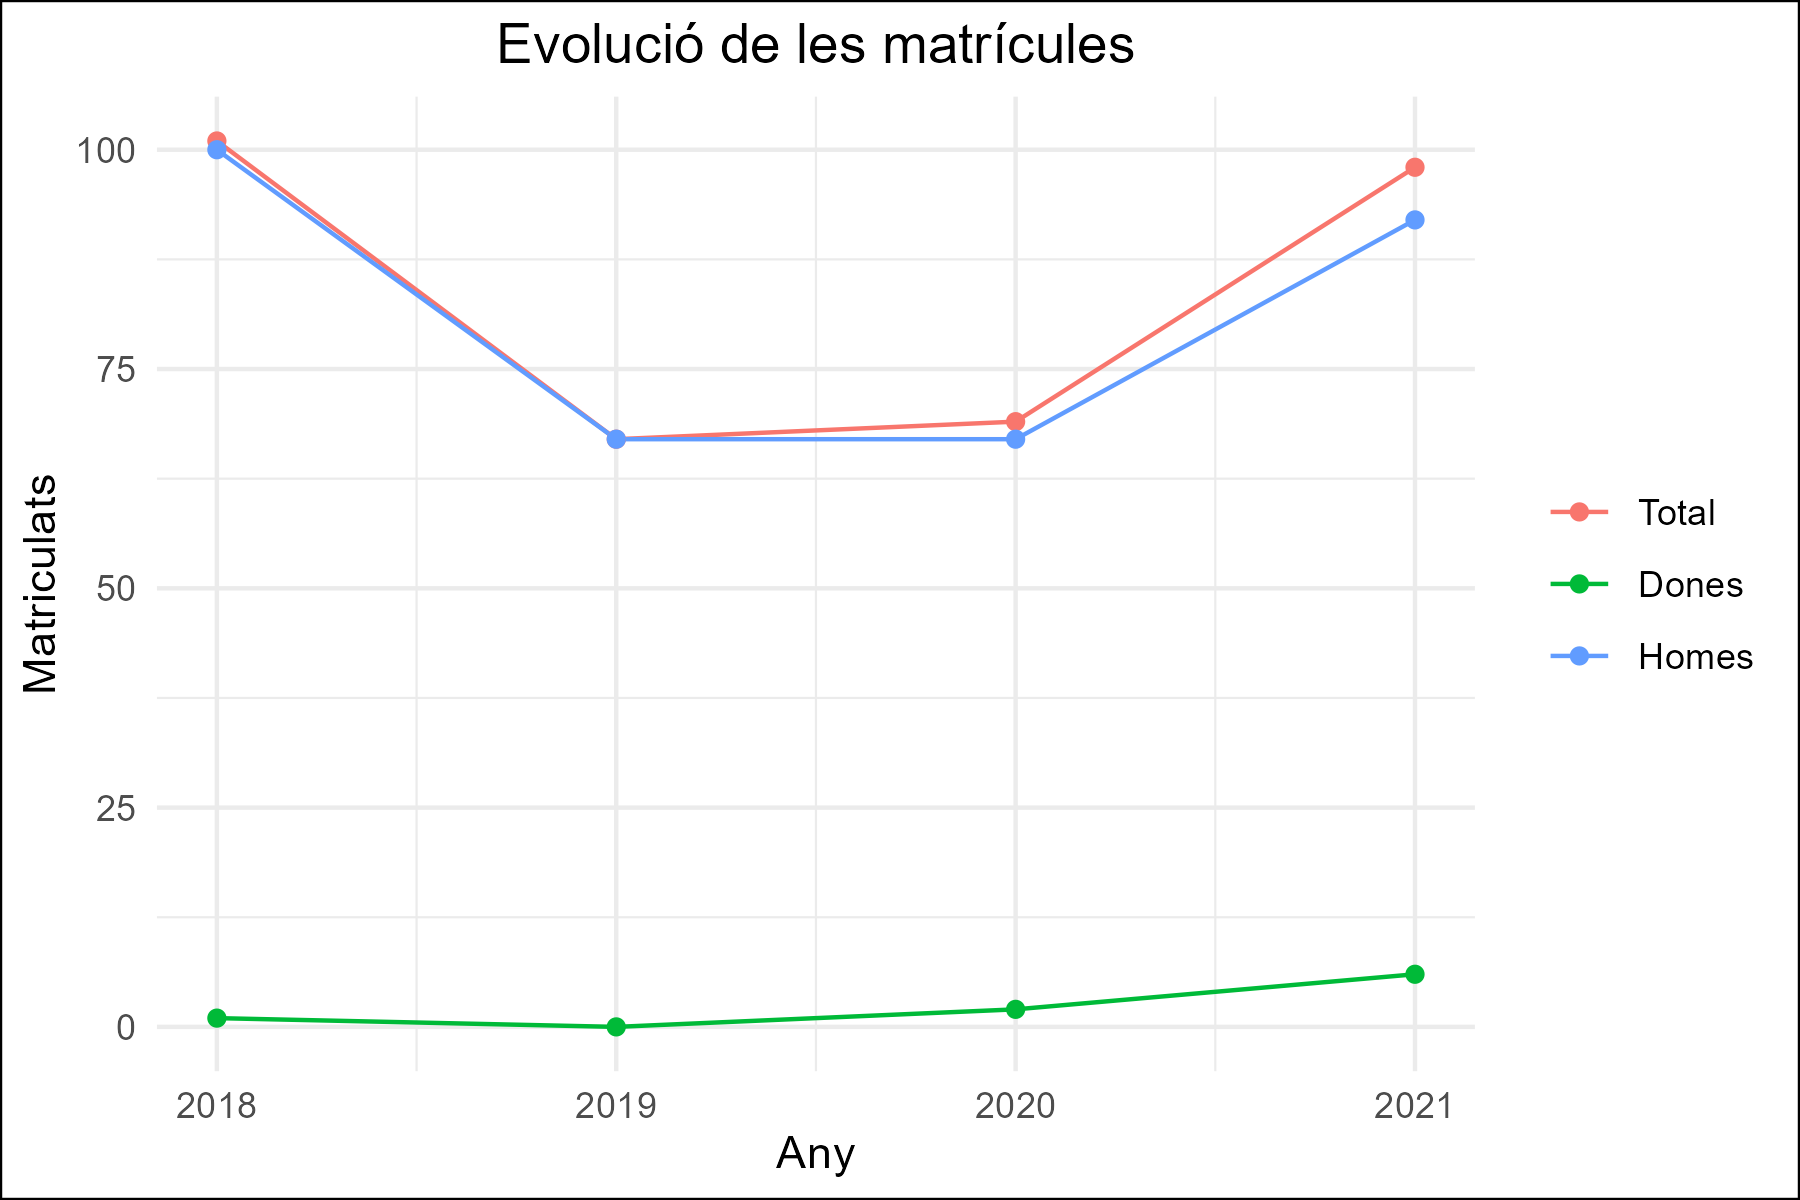 Evolució de les matrícules
Matriculats
100
75
50
25
0
2018
2019
2020
2021
Any
Total
Dones
Homes